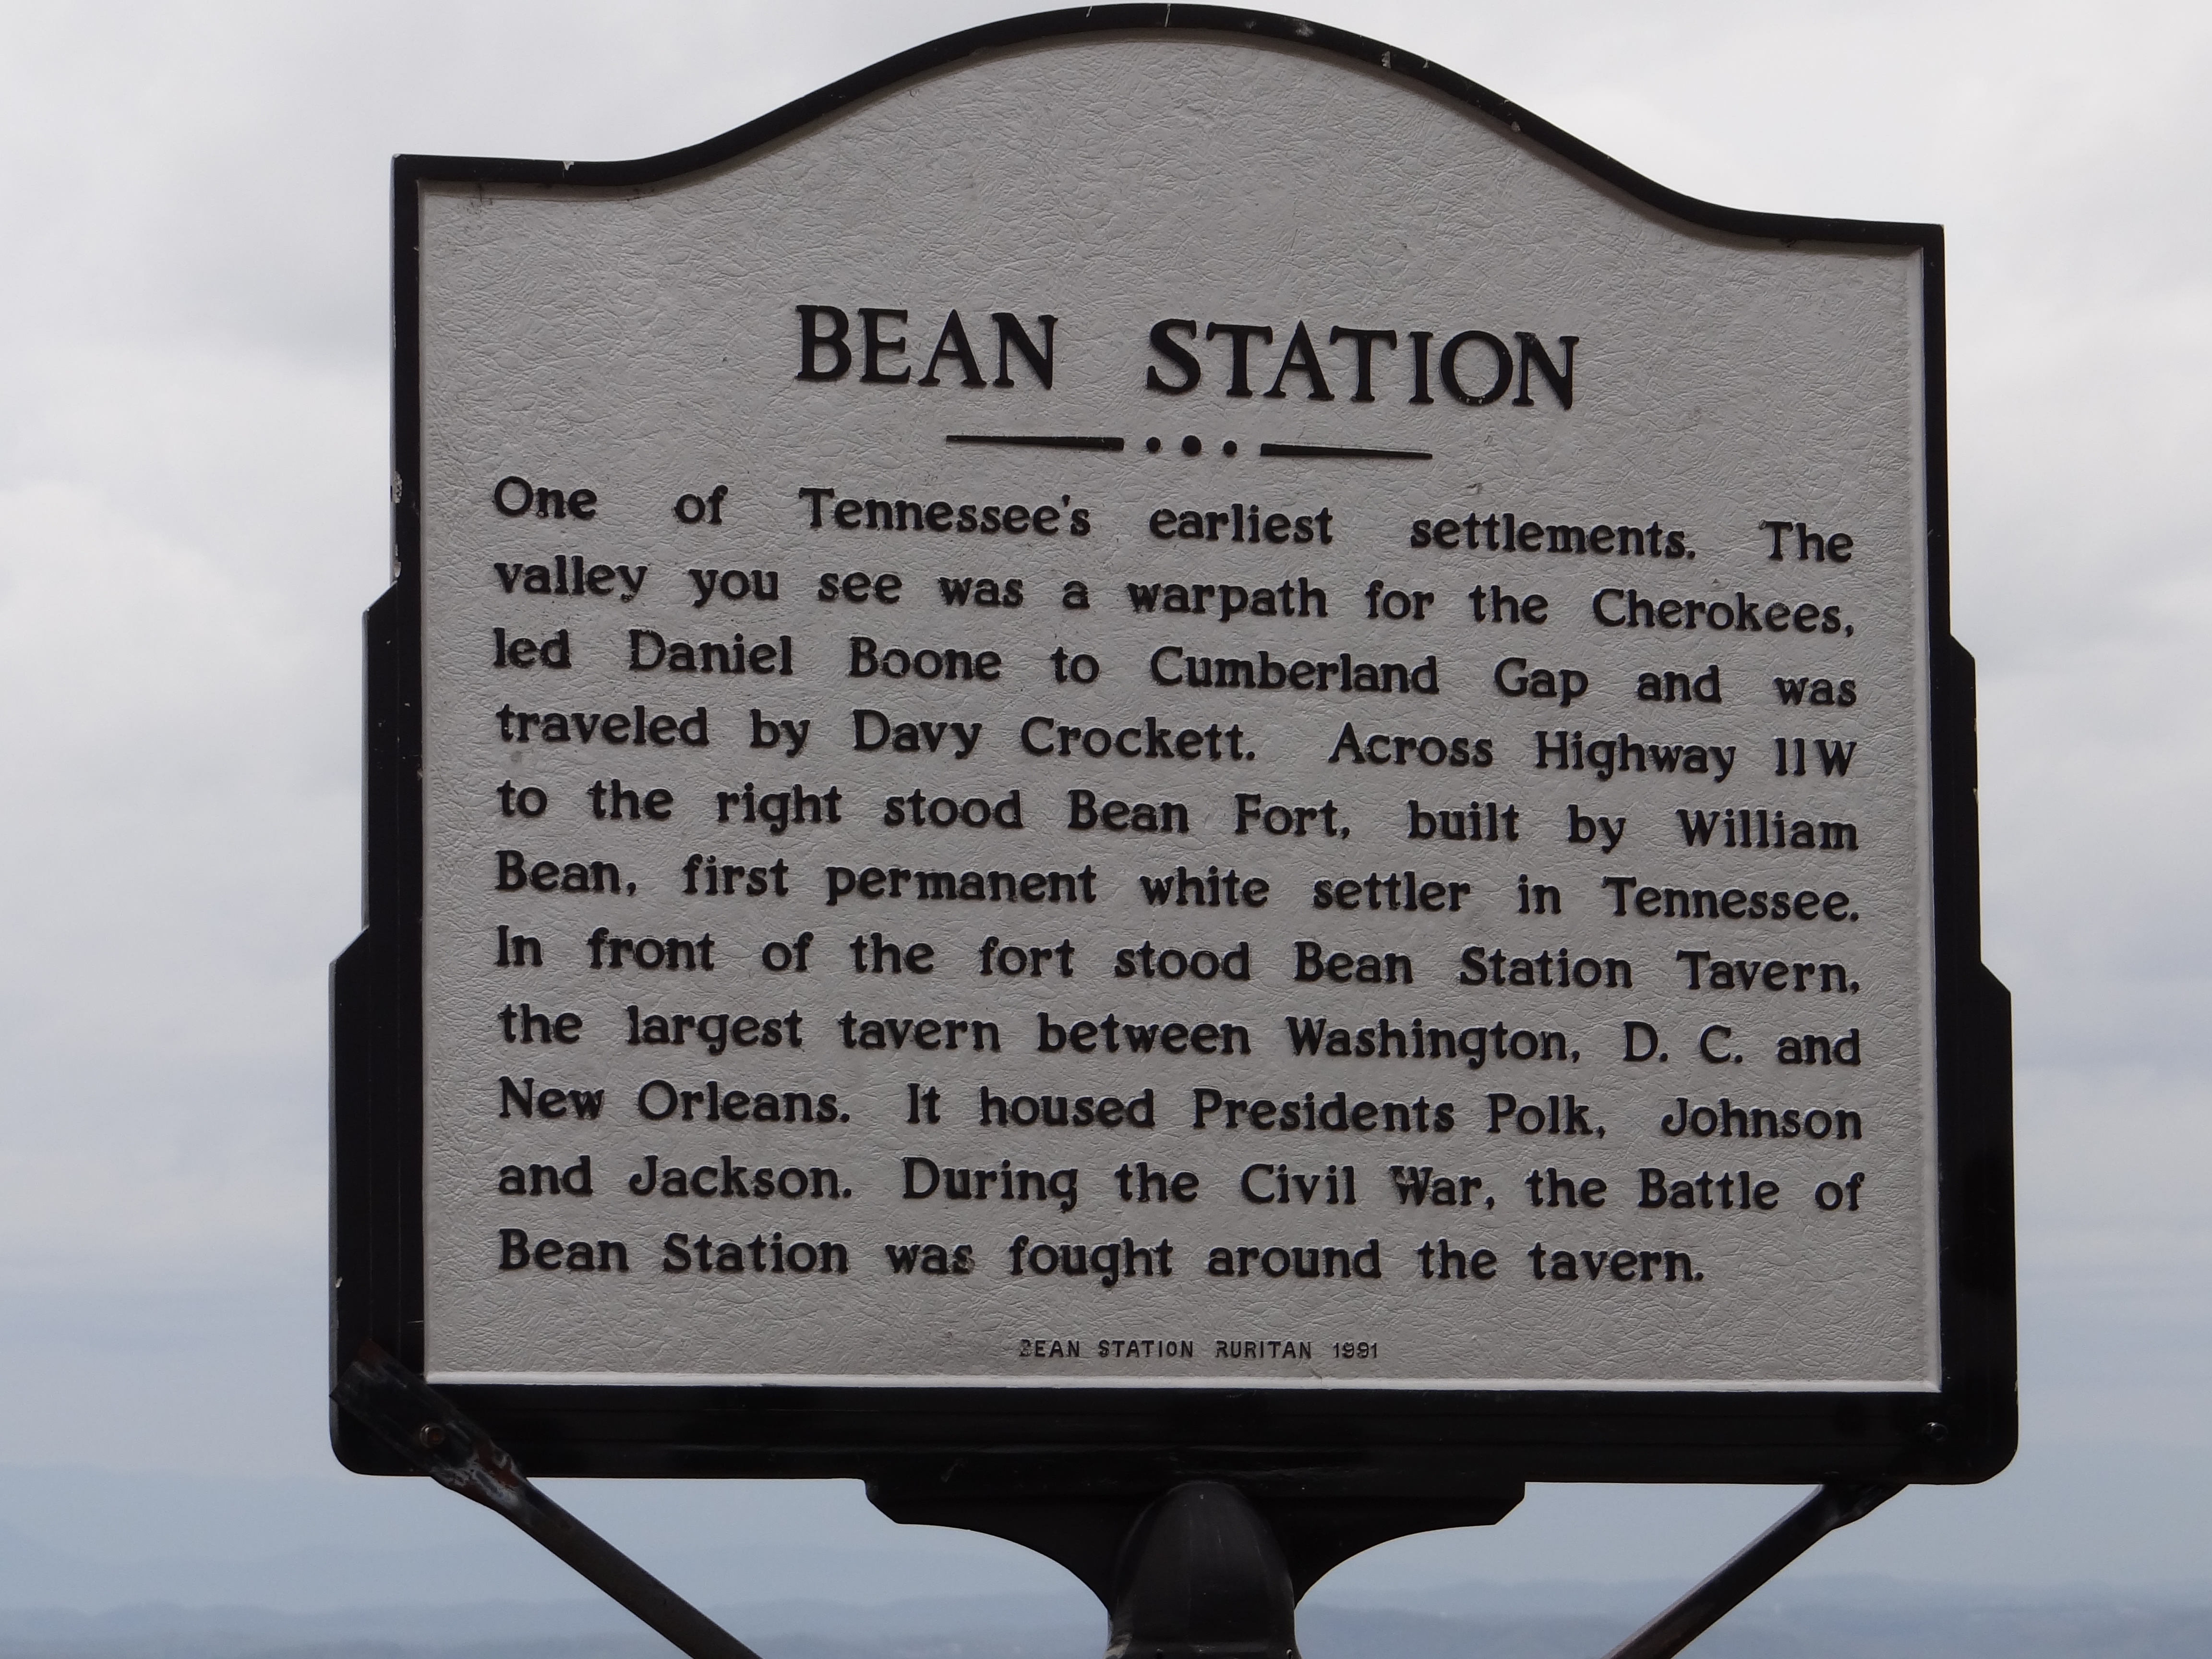 BEAN STATION
One of Tennessee's earliest settlements. The
valley you see was a warpath for the Cherokees,
led Daniel Boone to Cumberland Gap and was
traveled by Davy Crockett. Across Highway 11W
to the right stood Bean Fort, built by William
Bean, first permanent white settler in Tennessee.
In front of the fort stood Bean Station Tavern,
the largest tavern between Washington, D. C. and
New Orleans. It housed Presidents Polk, Johnson
and Jackson. During the Civil War, the Battle of
Bean Station was fought around the tavern.
BEAN STATION RURITAN 1991